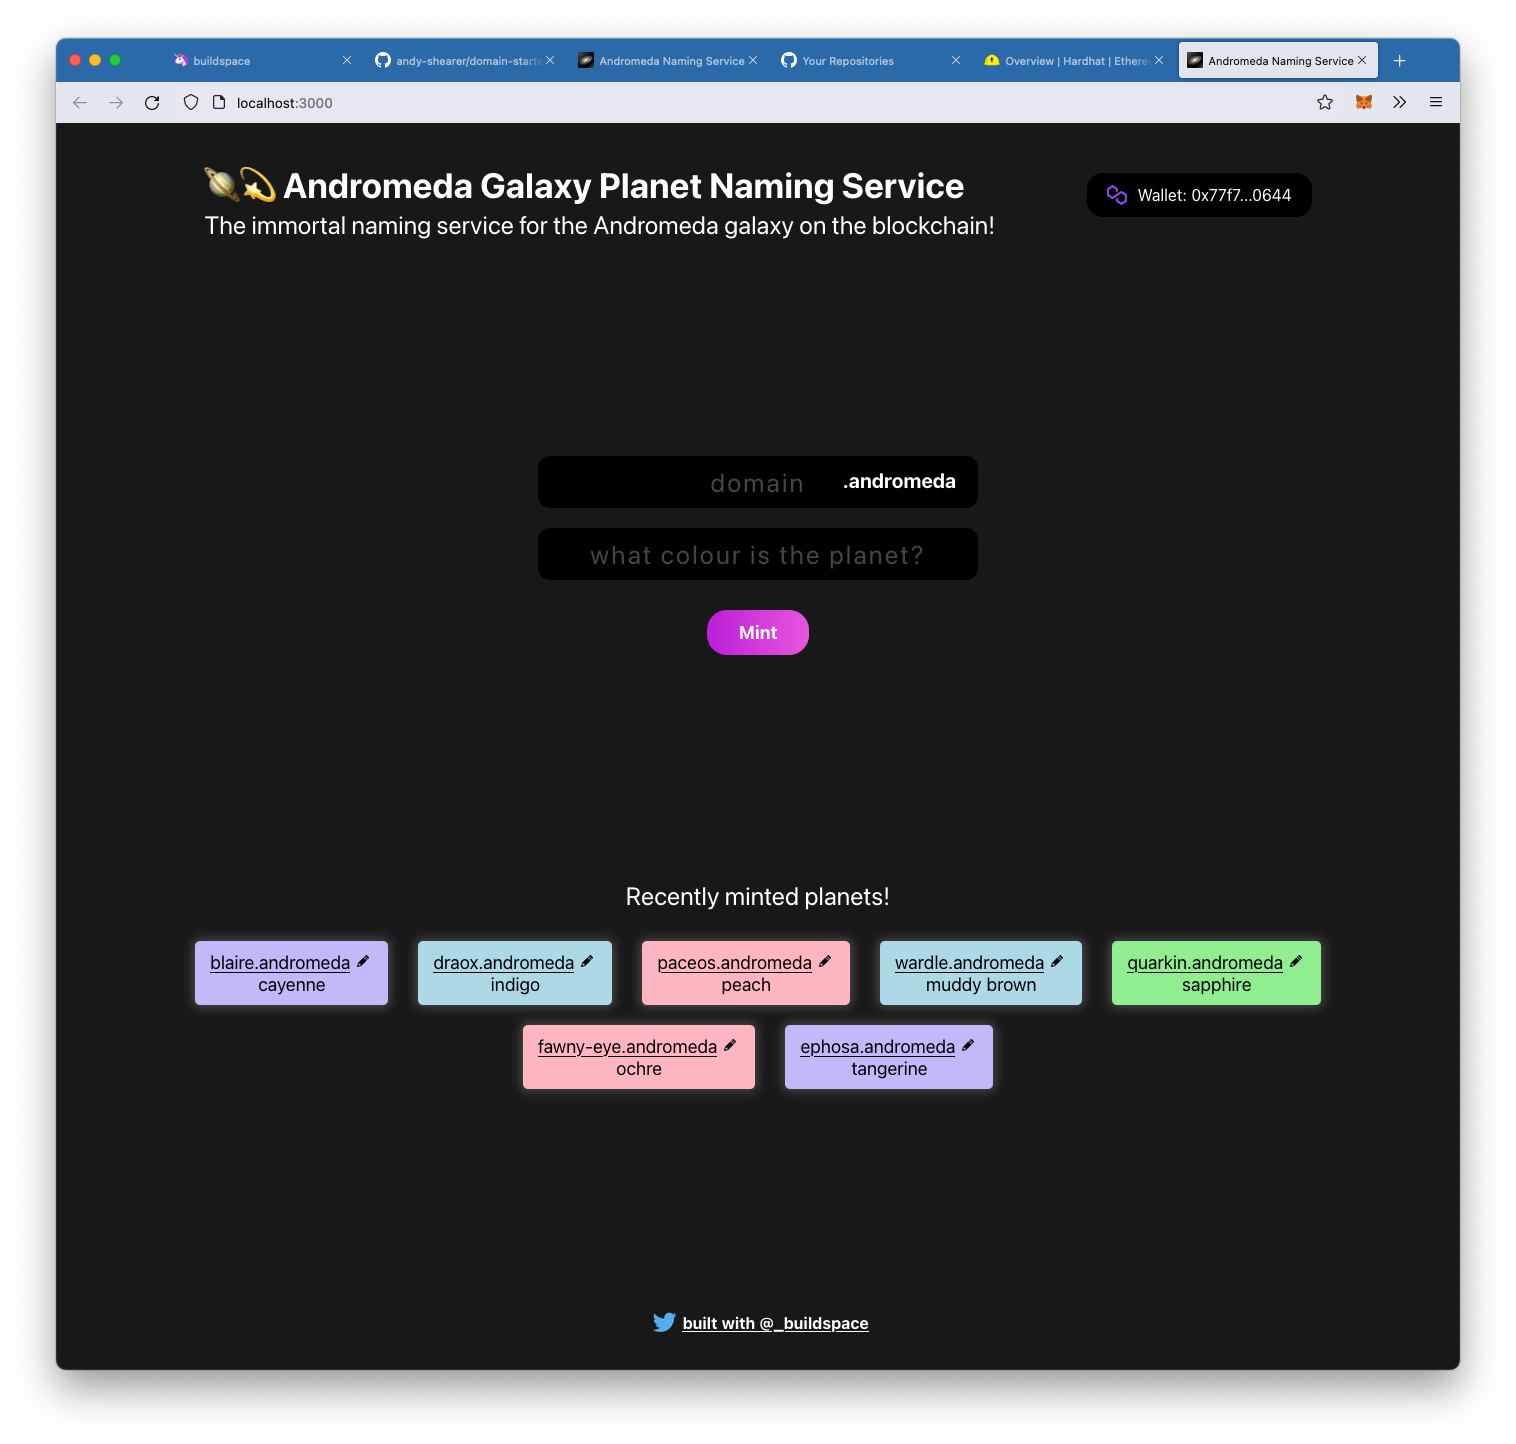 buildspace
andy-shearer/domain-starte
Andromeda Naming Service
Your Repositories
Overview | Hardhat | Ethere
Andromeda Naming Service
localhost:3000
Andromeda Galaxy Planet Naming Service
The immortal naming service for the Andromeda galaxy on the blockchain!
Wallet: 0x77f7...0644
domain .andromeda
what colour is the planet?
Mint
Recently minted planets!
blaire.andromeda
cayenne
draox.andromeda
indigo
paceos.andromeda
peach
wardle.andromeda
muddy brown
quarkin.andromeda
sapphire
fawny-eye.andromeda
ochre
ephosa.andromeda
tangerine
built with @_buildspace